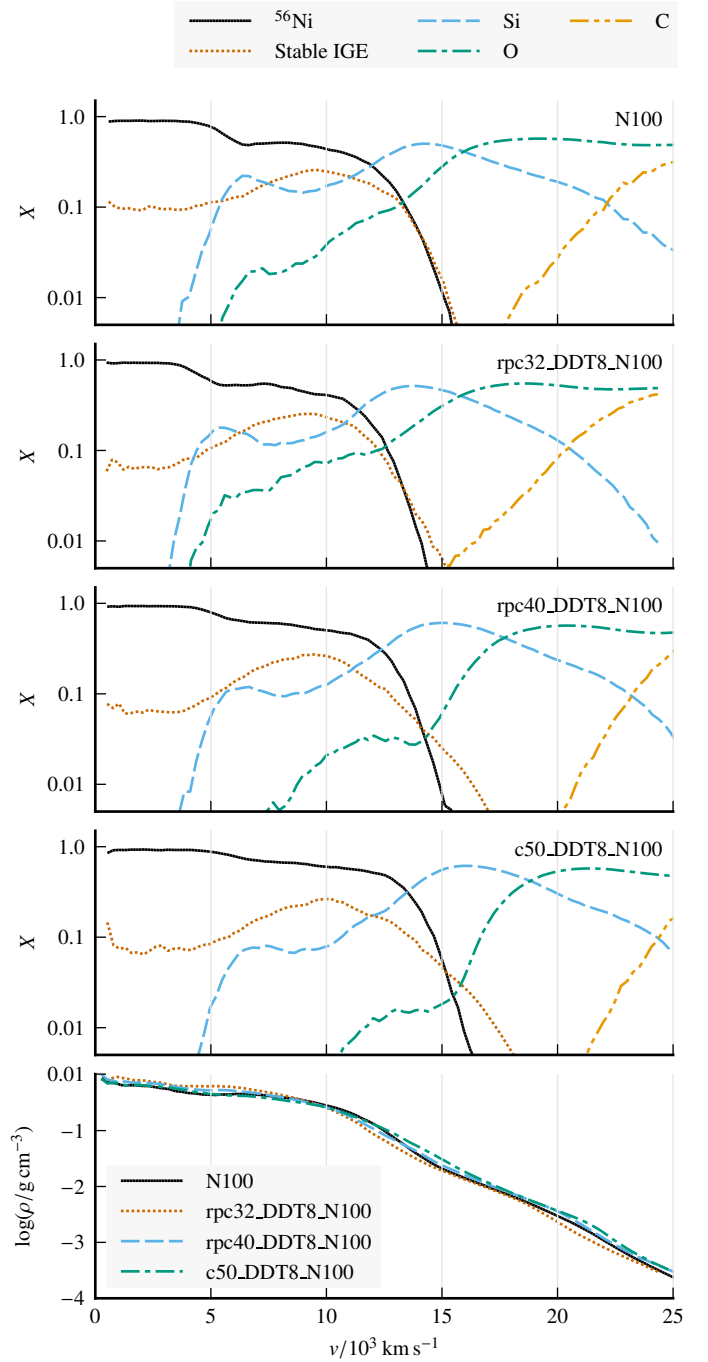 ⁵⁶Ni Si C
Stable IGE O
N100
1.0
0.1
0.01
X
rpc32_DDT8_N100
1.0
0.1
0.01
X
rpc40_DDT8_N100
1.0
0.1
0.01
X
c50_DDT8_N100
1.0
0.1
0.01
X
0.01
−1
−2
−3
−4
log(ρ/g cm⁻³)
N100
rpc32_DDT8_N100
rpc40_DDT8_N100
c50_DDT8_N100
0 5 10 15 20 25
v/10³ km s⁻¹